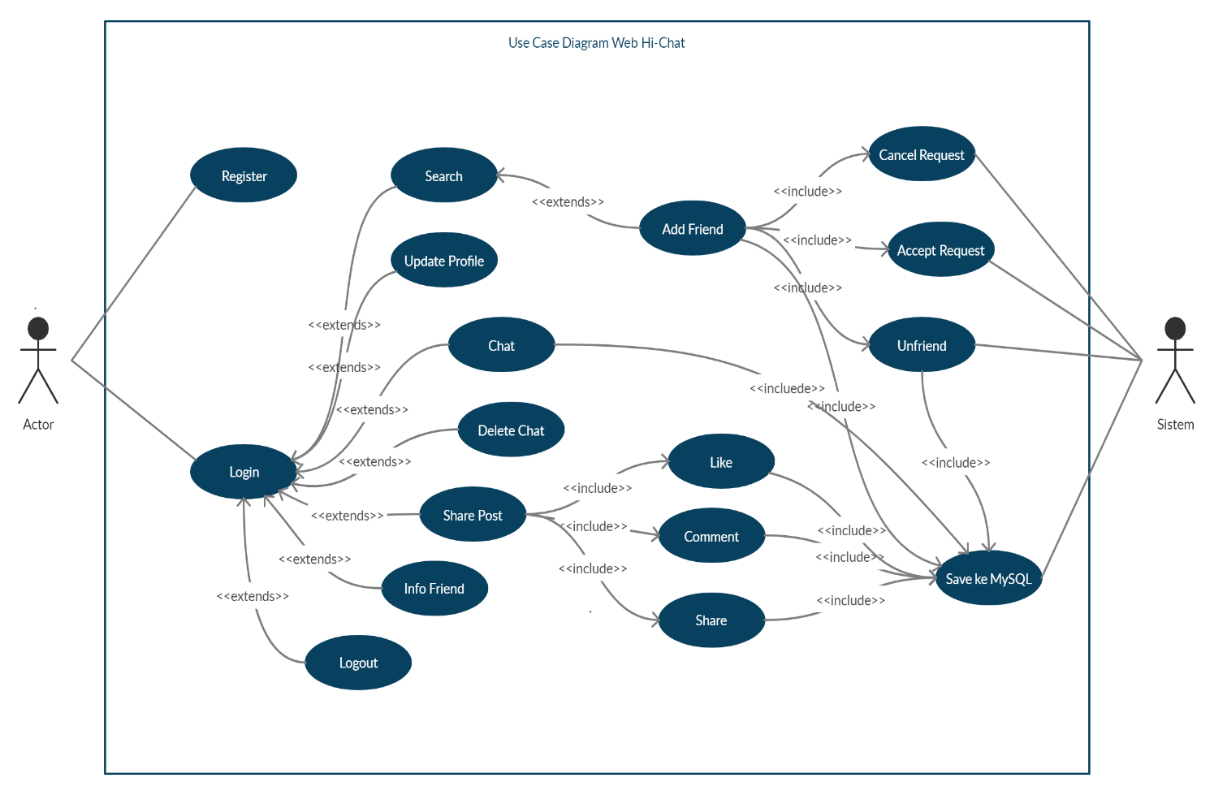 Use Case Diagram Web Hi-Chat
Cancel Request
Register
Search
<<include>>
<<extends>>
Add Friend
<<include>>
Accept Request
Update Profile
<<include>>
<<extends>>
Chat
Unfriend
<<extends>>
<<incluede>>
<<extends>>
<<include>>
Actor
Sistem
Delete Chat
<<extends>>
Like
<<include>>
Login
<<include>>
Share Post
<<extends>>
<<include>>
<<include>>
Comment
<<extends>>
<<include>>
<<include>>
Save ke MySQL
Info Friend
<<extends>>
<<include>>
Share
Logout